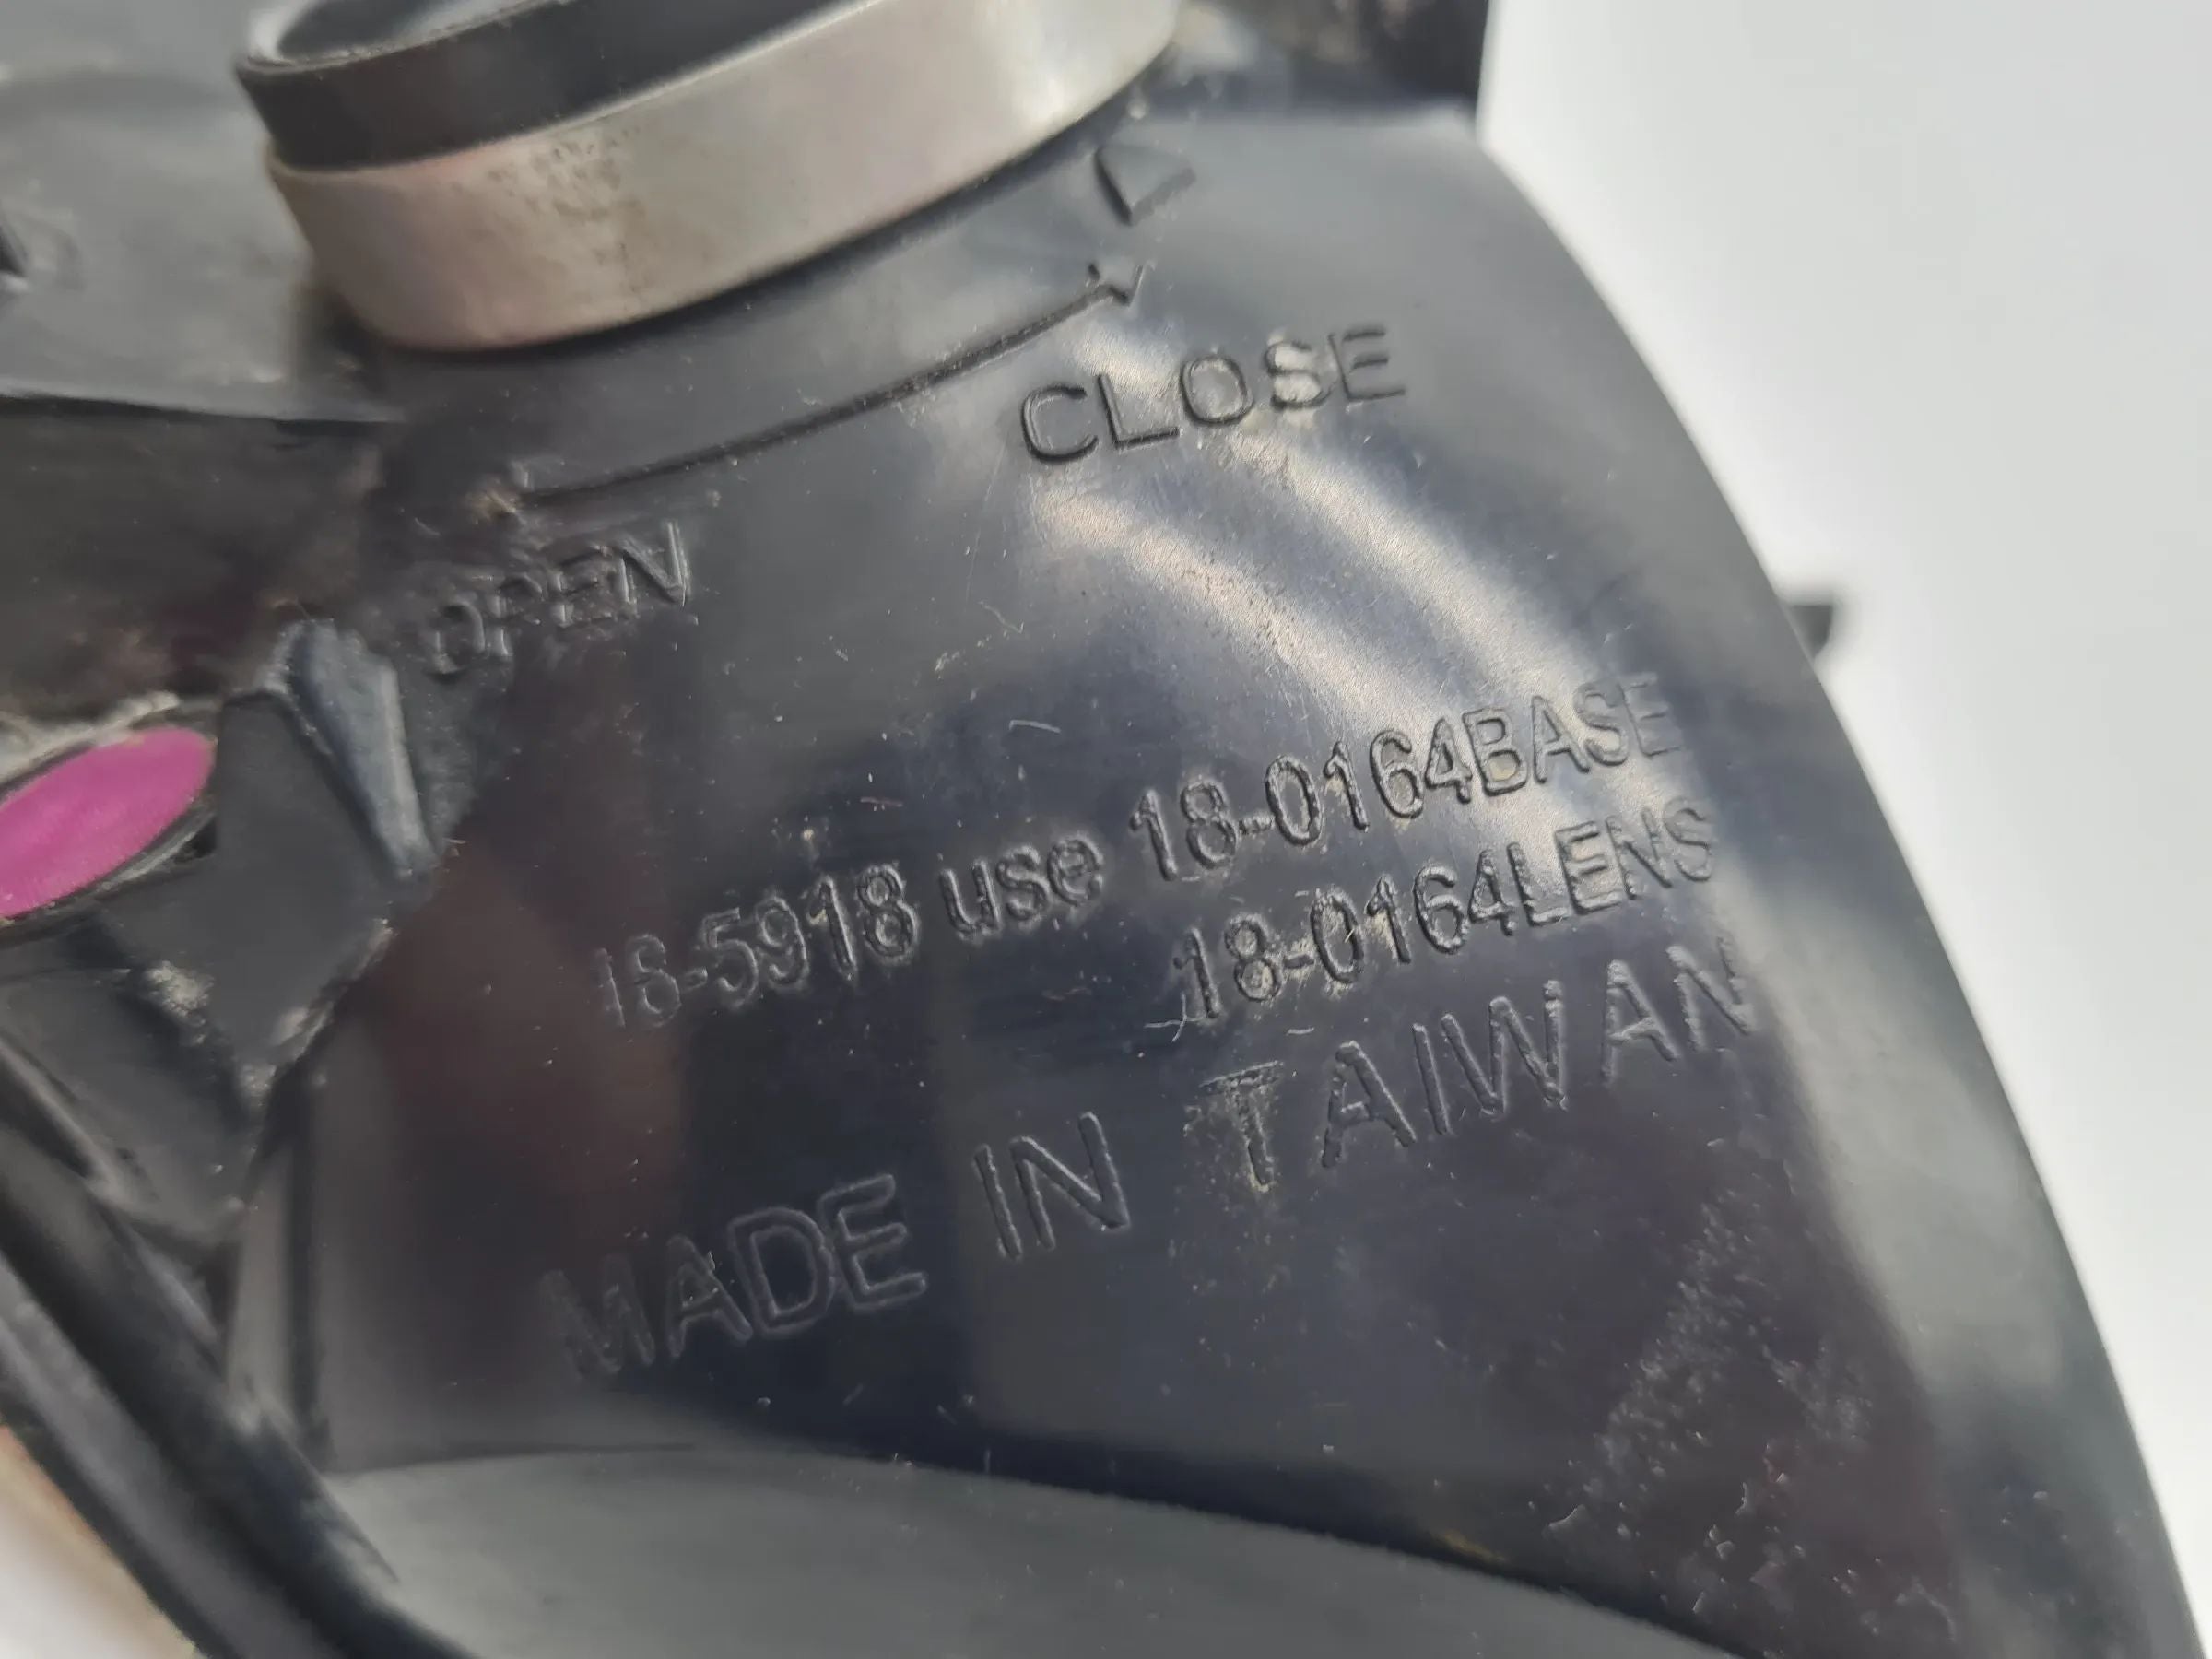 CLOSE
OPEN
18-5918 use 18-0164BASE
18-0164LENS
MADE IN TAIWAN